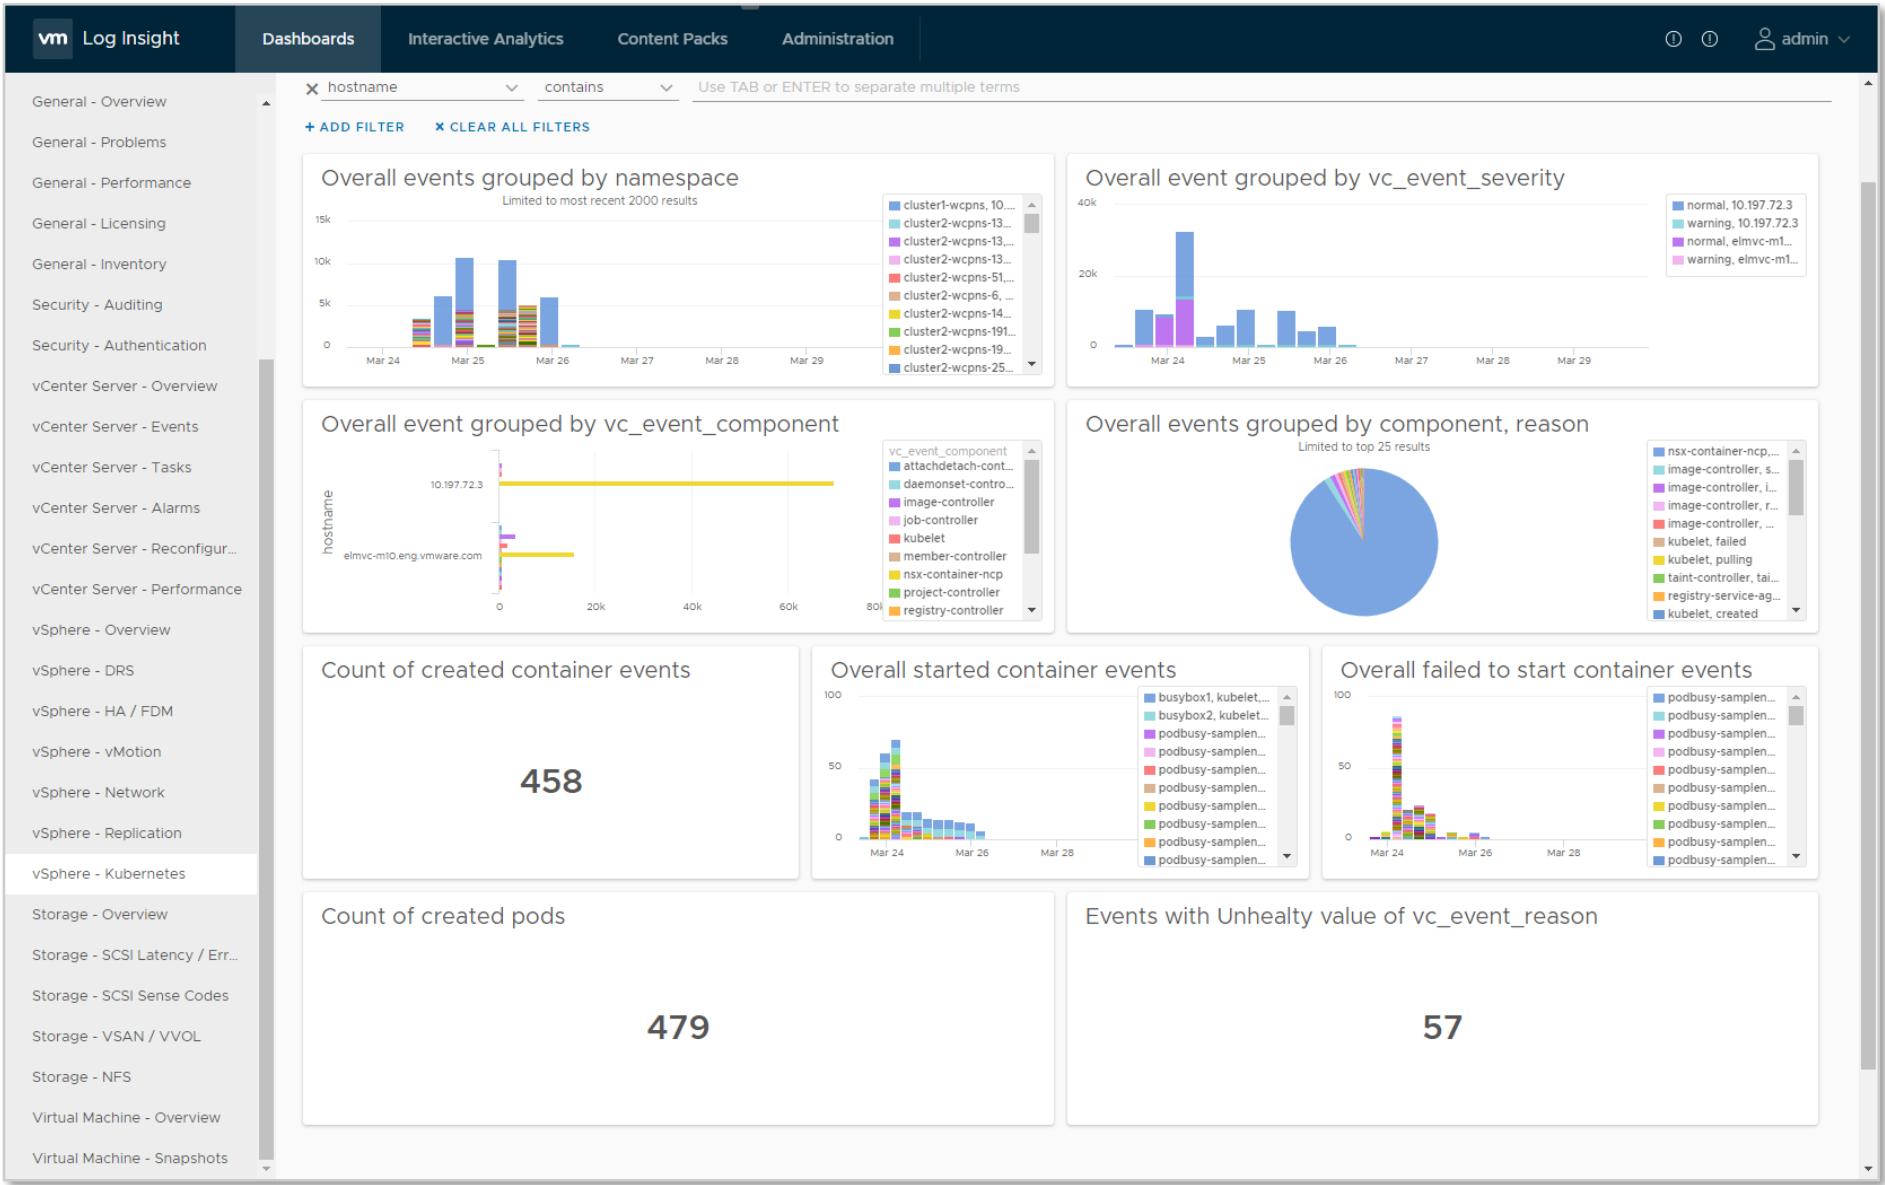 vm Log Insight
Dashboards
Interactive Analytics
Content Packs
Administration
admin
General - Overview
General - Problems
General - Performance
General - Licensing
General - Inventory
Security - Auditing
Security - Authentication
vCenter Server - Overview
vCenter Server - Events
vCenter Server - Tasks
vCenter Server - Alarms
vCenter Server - Reconfigur...
vCenter Server - Performance
vSphere - Overview
vSphere - DRS
vSphere - HA / FDM
vSphere - vMotion
vSphere - Network
vSphere - Replication
vSphere - Kubernetes
Storage - Overview
Storage - SCSI Latency / Err...
Storage - SCSI Sense Codes
Storage - VSAN / VVOL
Storage - NFS
Virtual Machine - Overview
Virtual Machine - Snapshots
hostname contains Use TAB or ENTER to separate multiple terms
+ ADD FILTER × CLEAR ALL FILTERS
Overall events grouped by namespace
Limited to most recent 2000 results
15k
10k
5k
0
Mar 24 Mar 25 Mar 26 Mar 27 Mar 28 Mar 29
cluster1-wcpns, 10....
cluster2-wcpns-13...
cluster2-wcpns-13,...
cluster2-wcpns-13...
cluster2-wcpns-51,...
cluster2-wcpns-6, ...
cluster2-wcpns-14...
cluster2-wcpns-191...
cluster2-wcpns-19...
cluster2-wcpns-25...
Overall event grouped by vc_event_severity
40k
20k
0
Mar 24 Mar 25 Mar 26 Mar 27 Mar 28 Mar 29
normal, 10.197.72.3
warning, 10.197.72.3
normal, elmvc-m1...
warning, elmvc-m1...
Overall event grouped by vc_event_component
hostname
10.197.72.3
elmvc-m10.eng.vmware.com
0 20k 40k 60k 80k
vc_event_component
attachdetach-cont...
daemonset-contro...
image-controller
job-controller
kubelet
member-controller
nsx-container-ncp
project-controller
registry-controller
Overall events grouped by component, reason
Limited to top 25 results
nsx-container-ncp,...
image-controller, s...
image-controller, i...
image-controller, r...
image-controller, ...
kubelet, failed
kubelet, pulling
taint-controller, tai...
registry-service-ag...
kubelet, created
Count of created container events
458
Overall started container events
100
50
0
Mar 24 Mar 26 Mar 28
busybox1, kubelet,...
busybox2, kubelet...
podbusy-samplen...
podbusy-samplen...
podbusy-samplen...
podbusy-samplen...
podbusy-samplen...
podbusy-samplen...
podbusy-samplen...
podbusy-samplen...
Overall failed to start container events
100
50
0
Mar 24 Mar 26 Mar 28
podbusy-samplen...
podbusy-samplen...
podbusy-samplen...
podbusy-samplen...
podbusy-samplen...
podbusy-samplen...
podbusy-samplen...
podbusy-samplen...
podbusy-samplen...
podbusy-samplen...
Count of created pods
479
Events with Unhealty value of vc_event_reason
57